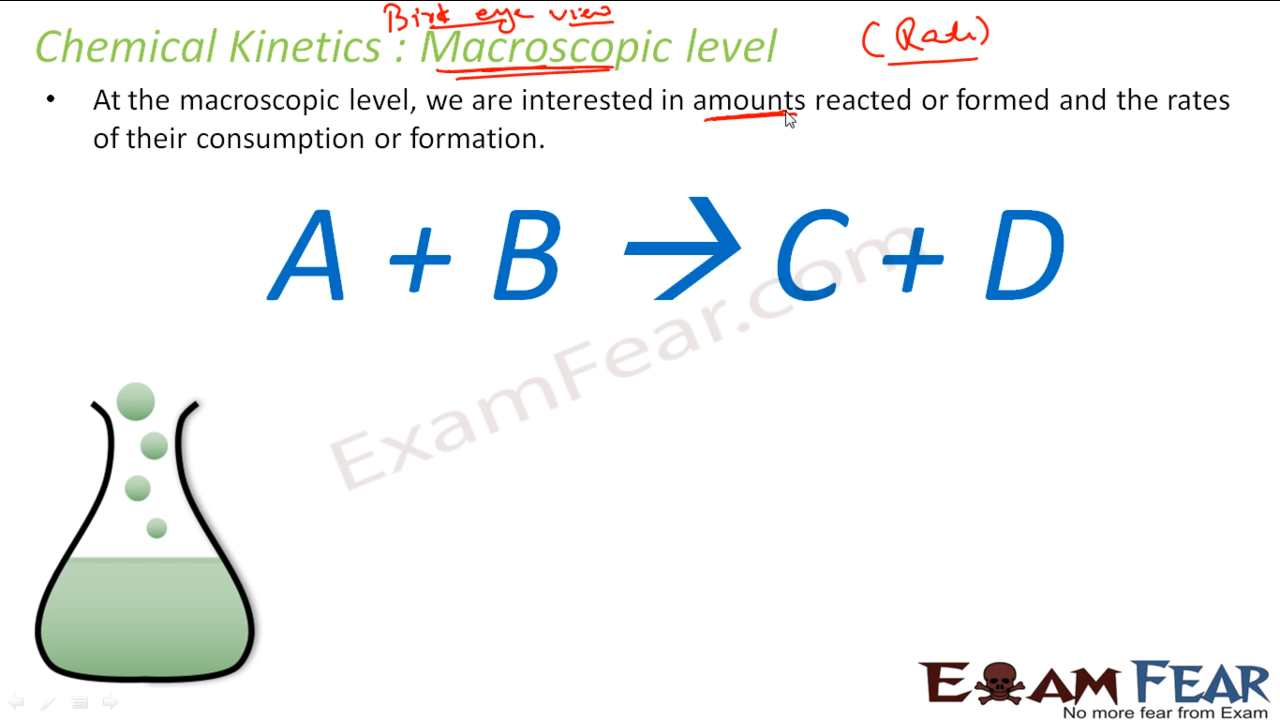 Bird eye view
Chemical Kinetics : Macroscopic level
(Rate)
• At the macroscopic level, we are interested in amounts reacted or formed and the rates
of their consumption or formation.
A + B → C + D
ExamFear.com
EXAM FEAR
No more fear from Exam